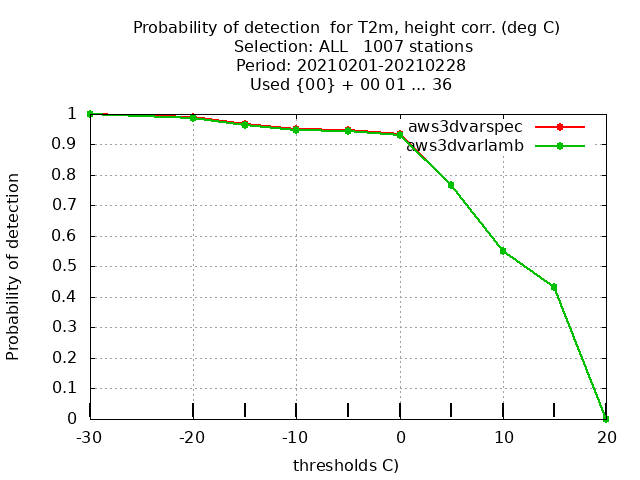 Probability of detection  for T2m, height corr. (deg C)
Selection: ALL   1007 stations
Period: 20210201-20210228
Used {00} + 00 01 ... 36
aws3dvarspec
aws3dvarlamb
Probability of detection
1
0.9
0.8
0.7
0.6
0.5
0.4
0.3
0.2
0.1
0
-30
-20
-10
0
10
20
thresholds C)